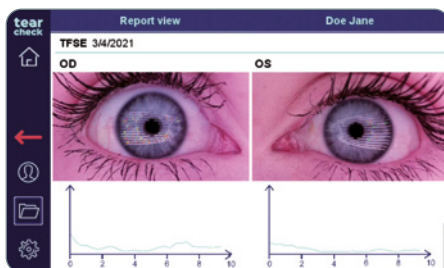 tear
check
Report view
Doe Jane
TFSE 3/4/2021
OD
OS
0 2 4 6 8 10
0 2 4 6 8 10